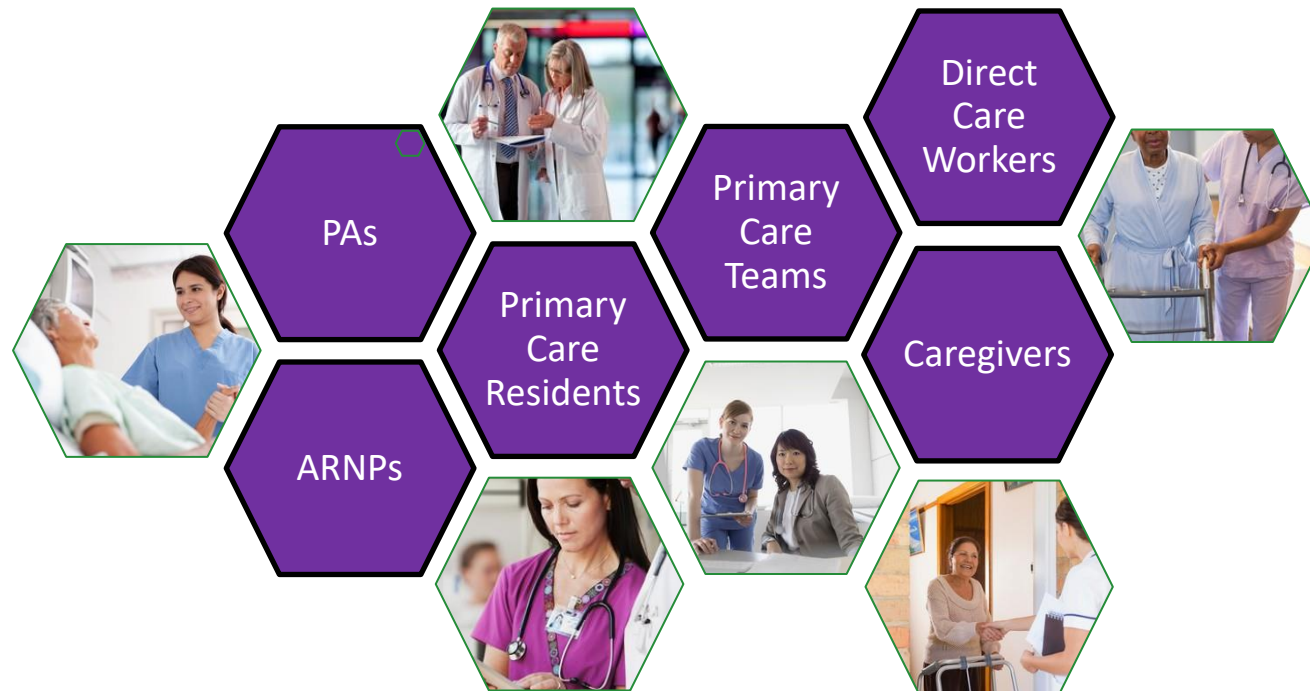 PAs
ARNPs
Primary
Care
Residents
Primary
Care
Teams
Direct
Care
Workers
Caregivers